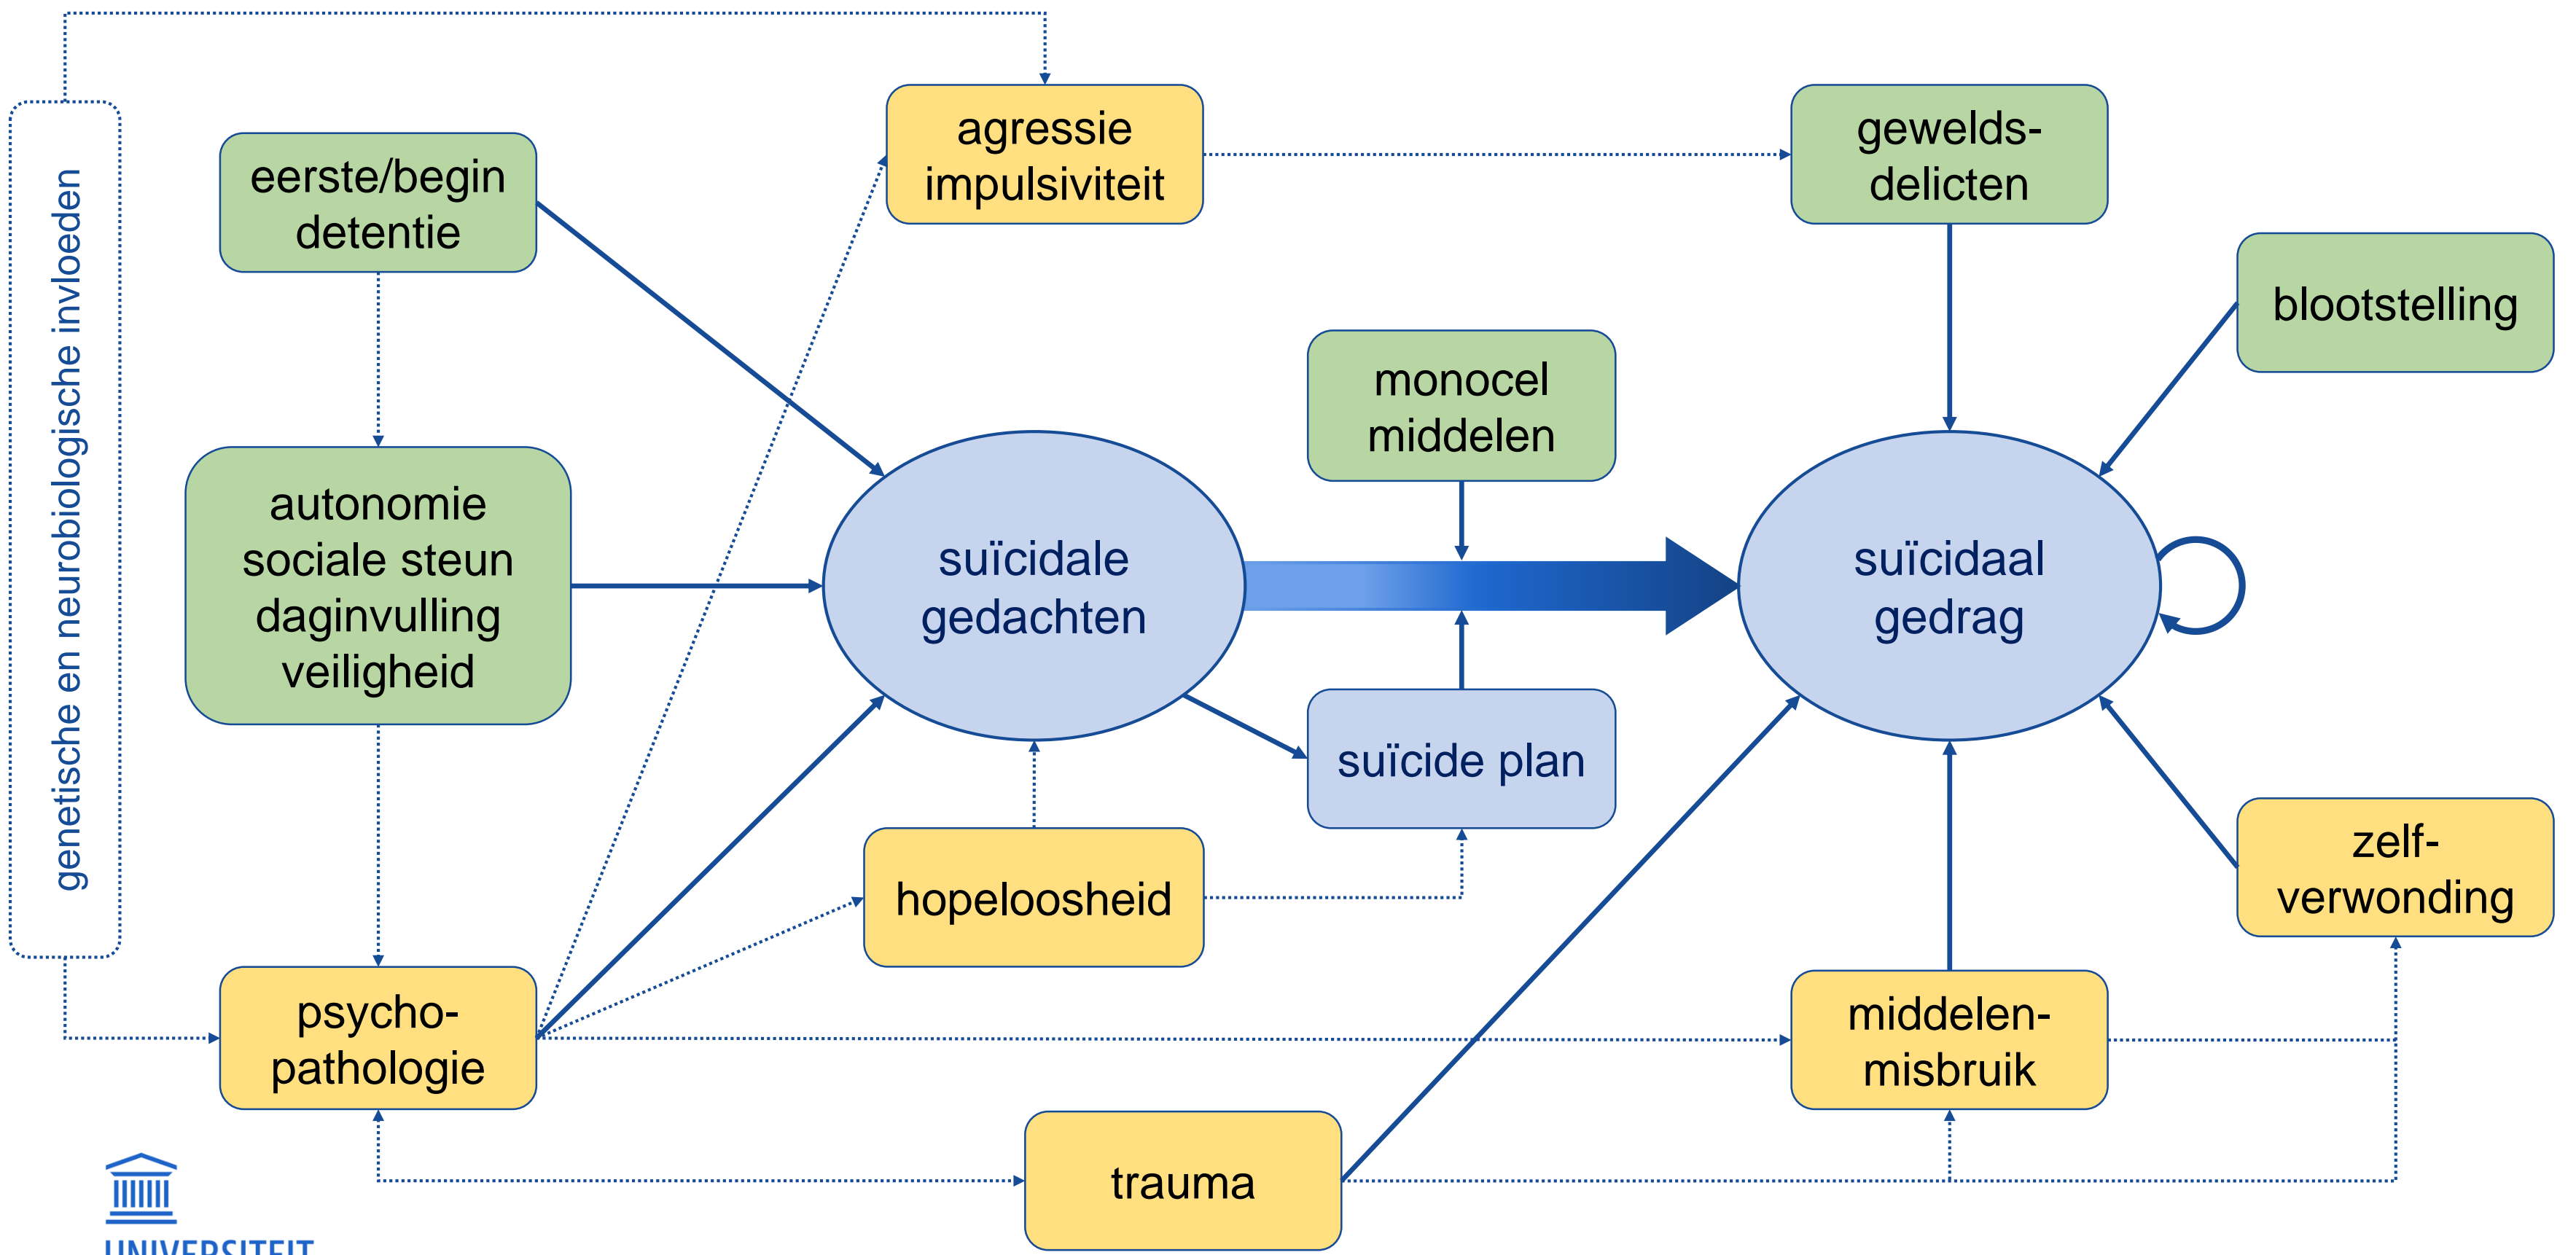 genetische en neurobiologische invloeden
eerste/begin
detentie
autonomie
sociale steun
daginvulling
veiligheid
psycho-
pathologie
agressie
impulsiviteit
suïcidale
gedachten
hopeloosheid
trauma
monocel
middelen
suïcide plan
gewelds-
delicten
suïcidaal
gedrag
middelen-
misbruik
blootstelling
zelf-
verwonding
UNIVERSITEIT